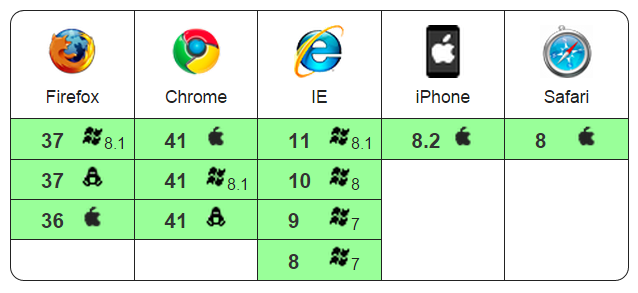 Firefox Chrome IE iPhone Safari
37 8.1 41 11 8.1 8.2 8
37 41 8.1 10 8
36 41 9 7
8 7